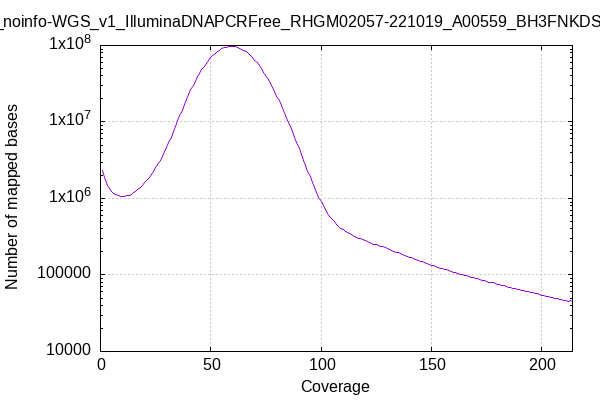 _noinfo-WGS_v1_IlluminaDNAPCRFree_RHGM02057-221019_A00559_BH3FNKDS
1x10^8
1x10^7
1x10^6
100000
10000
Number of mapped bases
0 50 100 150 200
Coverage